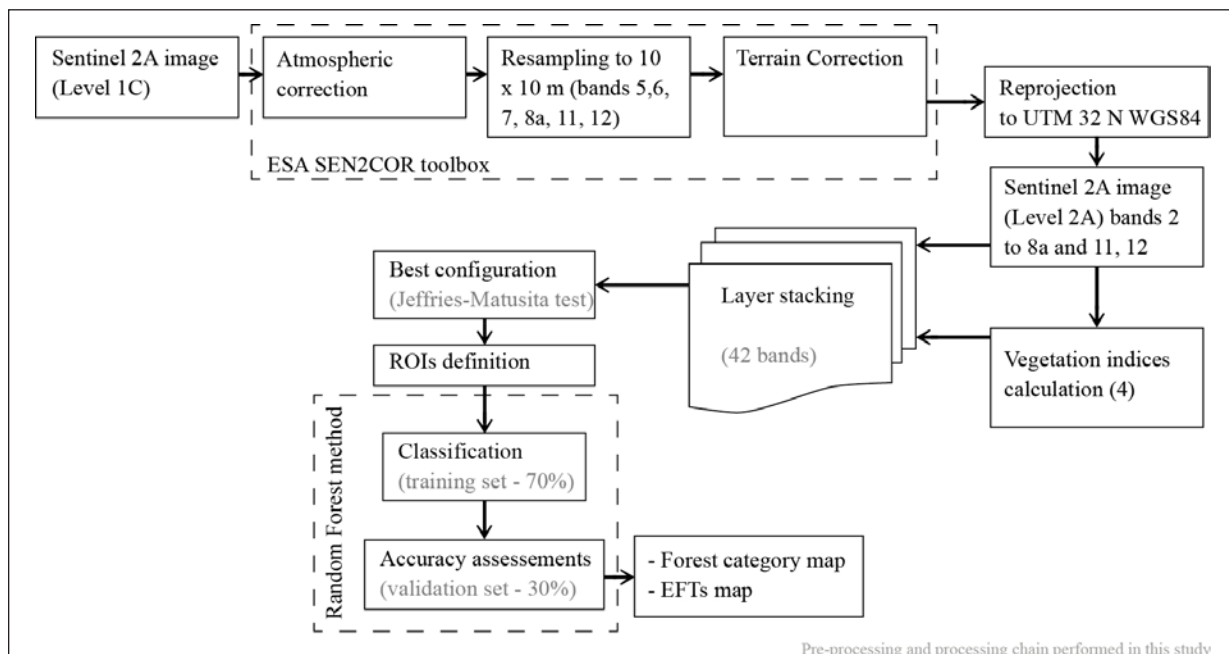 Sentinel 2A image
(Level 1C)
Atmospheric
correction
Resampling to 10
x 10 m (bands 5,6,
7, 8a, 11, 12)
Terrain Correction
ESA SEN2COR toolbox
Reprojection
to UTM 32 N WGS84
Sentinel 2A image
(Level 2A) bands 2
to 8a and 11, 12
Vegetation indices
calculation (4)
Layer stacking
(42 bands)
Best configuration
(Jeffries-Matusita test)
ROIs definition
Random Forest method
Classification
(training set - 70%)
Accuracy assessements
(validation set - 30%)
- Forest category map
- EFTs map
Pre-processing and processing chain performed in this study